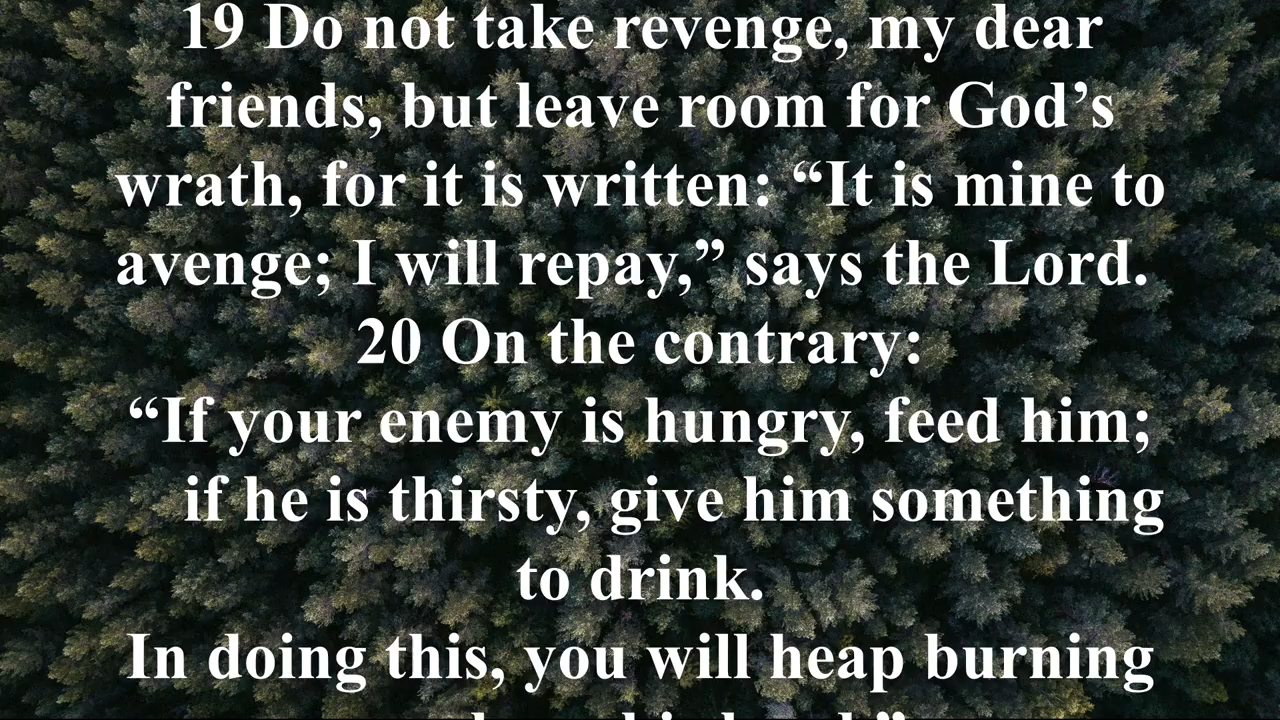 19 Do not take revenge, my dear
friends, but leave room for God’s
wrath, for it is written: “It is mine to
avenge; I will repay,” says the Lord.
20 On the contrary:
“If your enemy is hungry, feed him;
if he is thirsty, give him something
to drink.
In doing this, you will heap burning